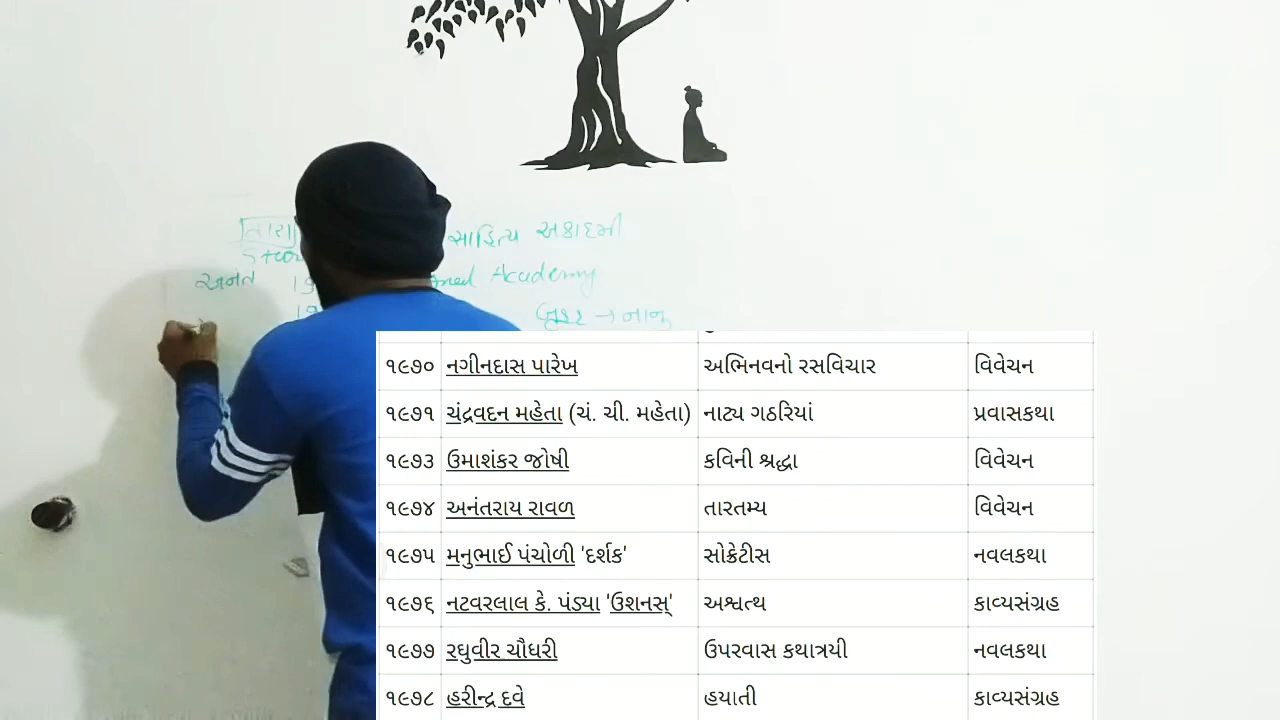 સાહિત્ય અકાદમી
અનંત
Academy
૧૯૭૦ નગીનદાસ પારેખ અભિનવનો રસવિચાર વિવેચન
૧૯૭૧ ચંદ્રવદન મહેતા (ચં. ચી. મહેતા) નાટ્ય ગઠરિયાં પ્રવાસકથા
૧૯૭૩ ઉમાશંકર જોષી કવિની શ્રદ્ધા વિવેચન
૧૯૭૪ અનંતરાય રાવળ તારતમ્ય વિવેચન
૧૯૭૫ મનુભાઈ પંચોળી 'દર્શક' સોક્રેટીસ નવલકથા
૧૯૭૬ નટવરલાલ કે. પંડ્યા 'ઉશનસ્' અશ્વત્થ કાવ્યસંગ્રહ
૧૯૭૭ રઘુવીર ચૌધરી ઉપરવાસ કથાત્રયી નવલકથા
૧૯૭૮ હરીન્દ્ર દવે હયાતી કાવ્યસંગ્રહ